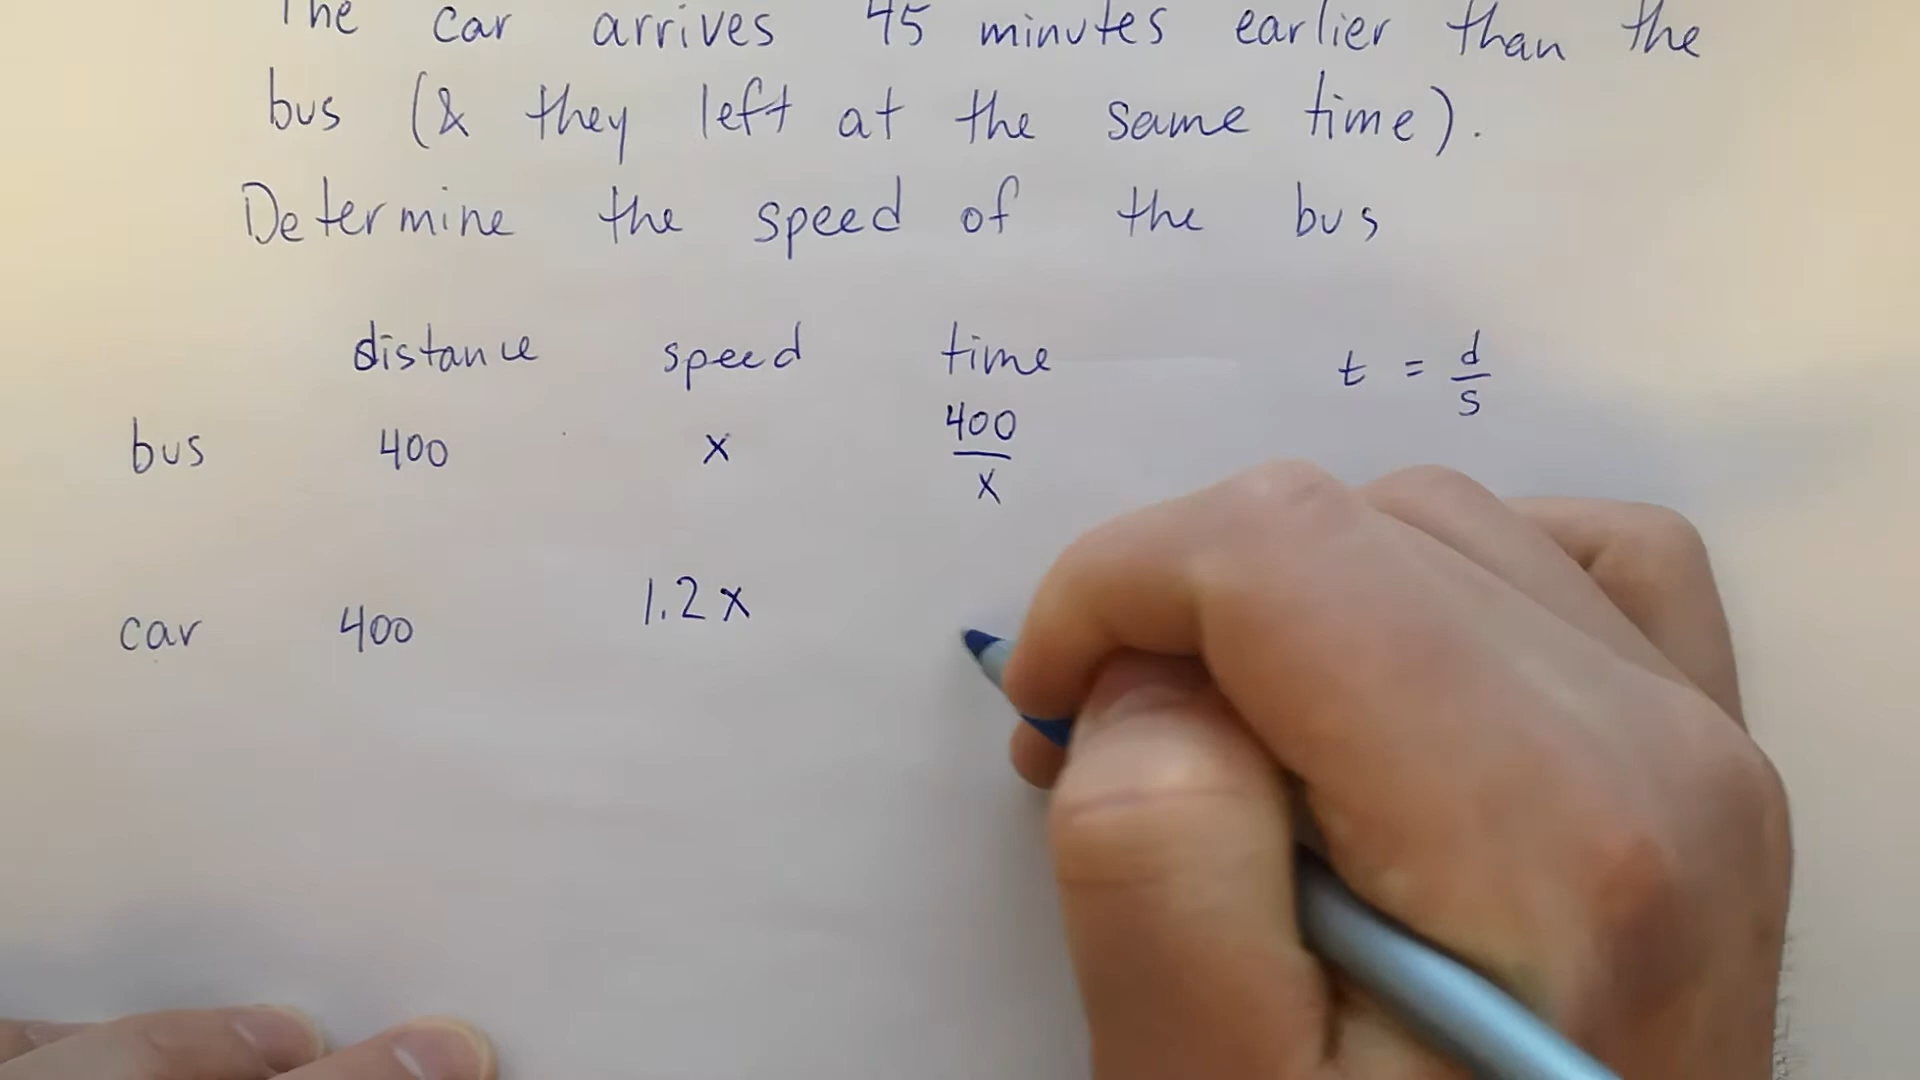 The car arrives 45 minutes earlier than the
bus (& they left at the same time).
Determine the speed of the bus
distance speed time t = d/s
bus 400 x 400/x
car 400 1.2x